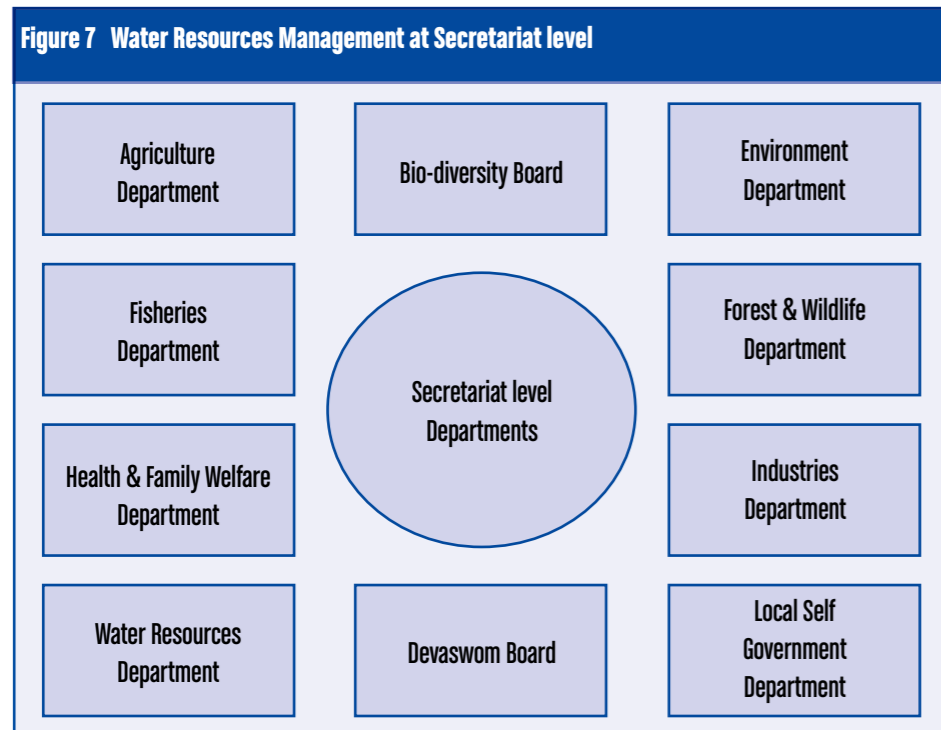 Figure 7 Water Resources Management at Secretariat level
Agriculture
Department
Bio-diversity Board
Environment
Department
Fisheries
Department
Secretariat level
Departments
Forest & Wildlife
Department
Health & Family Welfare
Department
Industries
Department
Water Resources
Department
Devaswom Board
Local Self
Government
Department